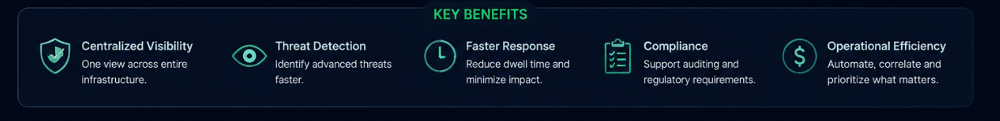 KEY BENEFITS
Centralized Visibility
One view across entire
infrastructure.
Threat Detection
Identify advanced threats
faster.
Faster Response
Reduce dwell time and
minimize impact.
Compliance
Support auditing and
regulatory requirements.
Operational Efficiency
Automate, correlate and
prioritize what matters.